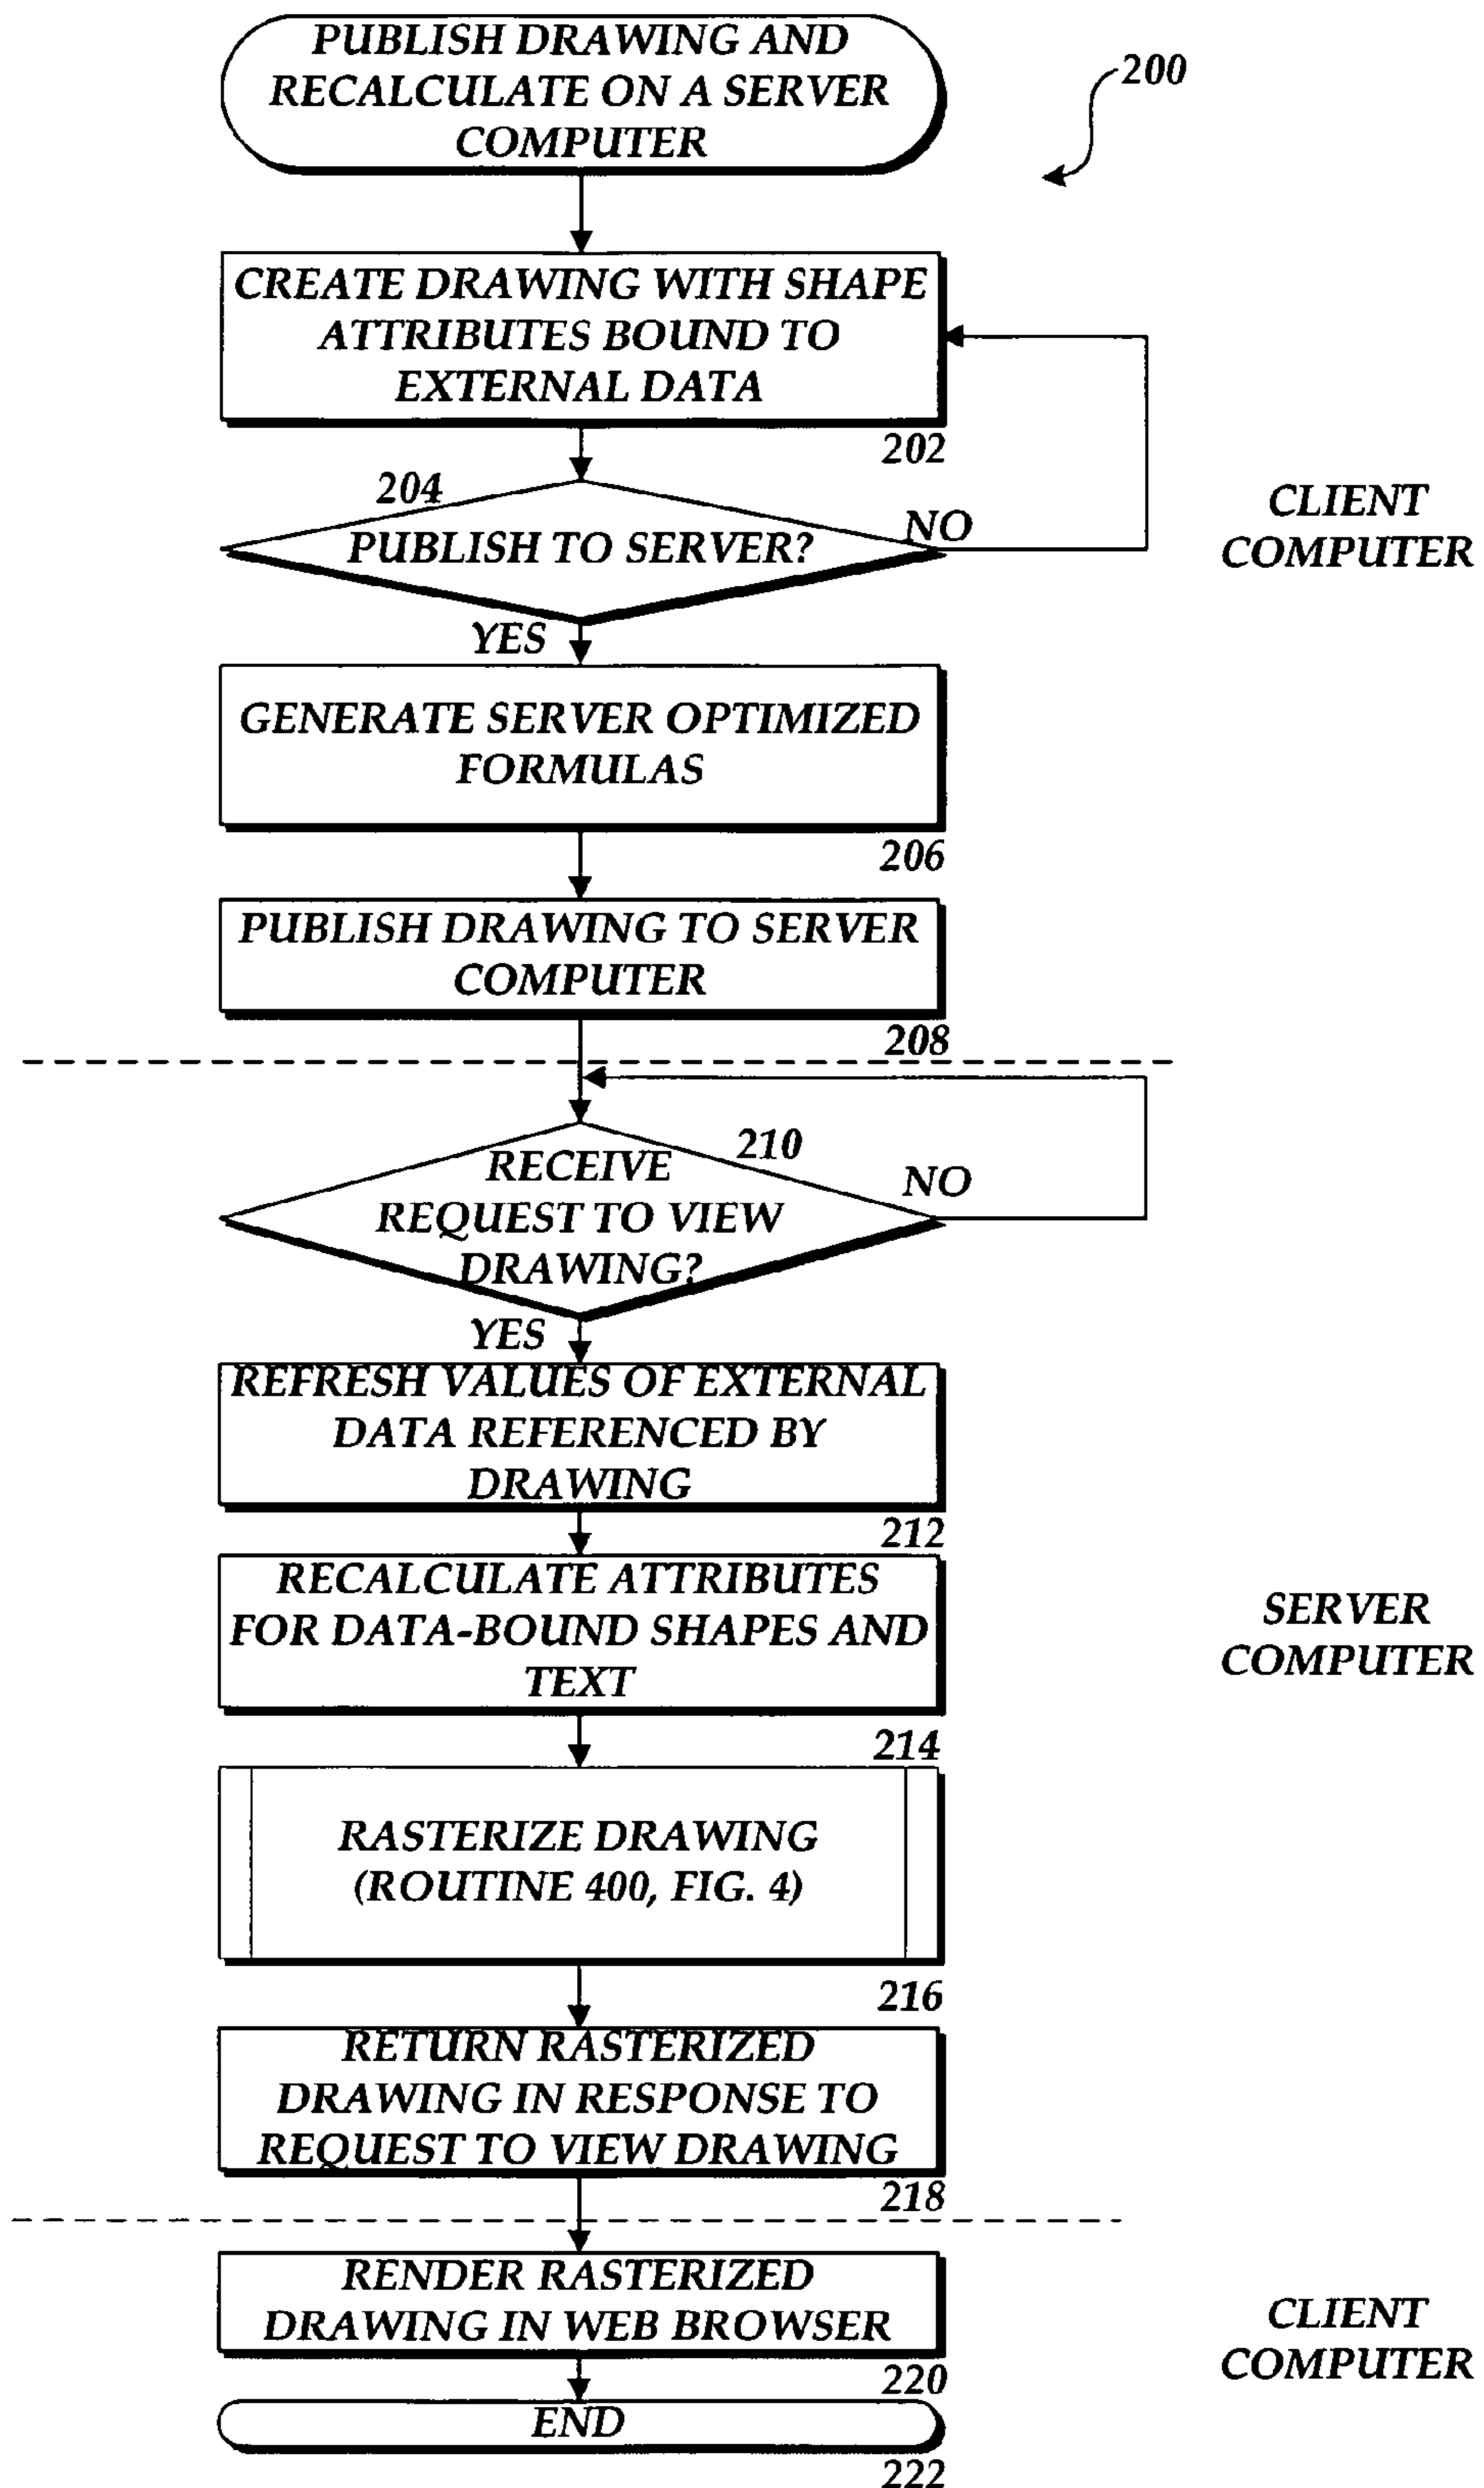 PUBLISH DRAWING AND
RECALCULATE ON A SERVER
COMPUTER
200
CREATE DRAWING WITH SHAPE
ATTRIBUTES BOUND TO
EXTERNAL DATA
202
204
PUBLISH TO SERVER?
NO
CLIENT
COMPUTER
YES
GENERATE SERVER OPTIMIZED
FORMULAS
206
PUBLISH DRAWING TO SERVER
COMPUTER
208
210
RECEIVE
REQUEST TO VIEW
DRAWING?
NO
YES
REFRESH VALUES OF EXTERNAL
DATA REFERENCED BY
DRAWING
212
RECALCULATE ATTRIBUTES
FOR DATA-BOUND SHAPES AND
TEXT
SERVER
COMPUTER
214
RASTERIZE DRAWING
(ROUTINE 400, FIG. 4)
216
RETURN RASTERIZED
DRAWING IN RESPONSE TO
REQUEST TO VIEW DRAWING
218
RENDER RASTERIZED
DRAWING IN WEB BROWSER
CLIENT
COMPUTER
220
END
222